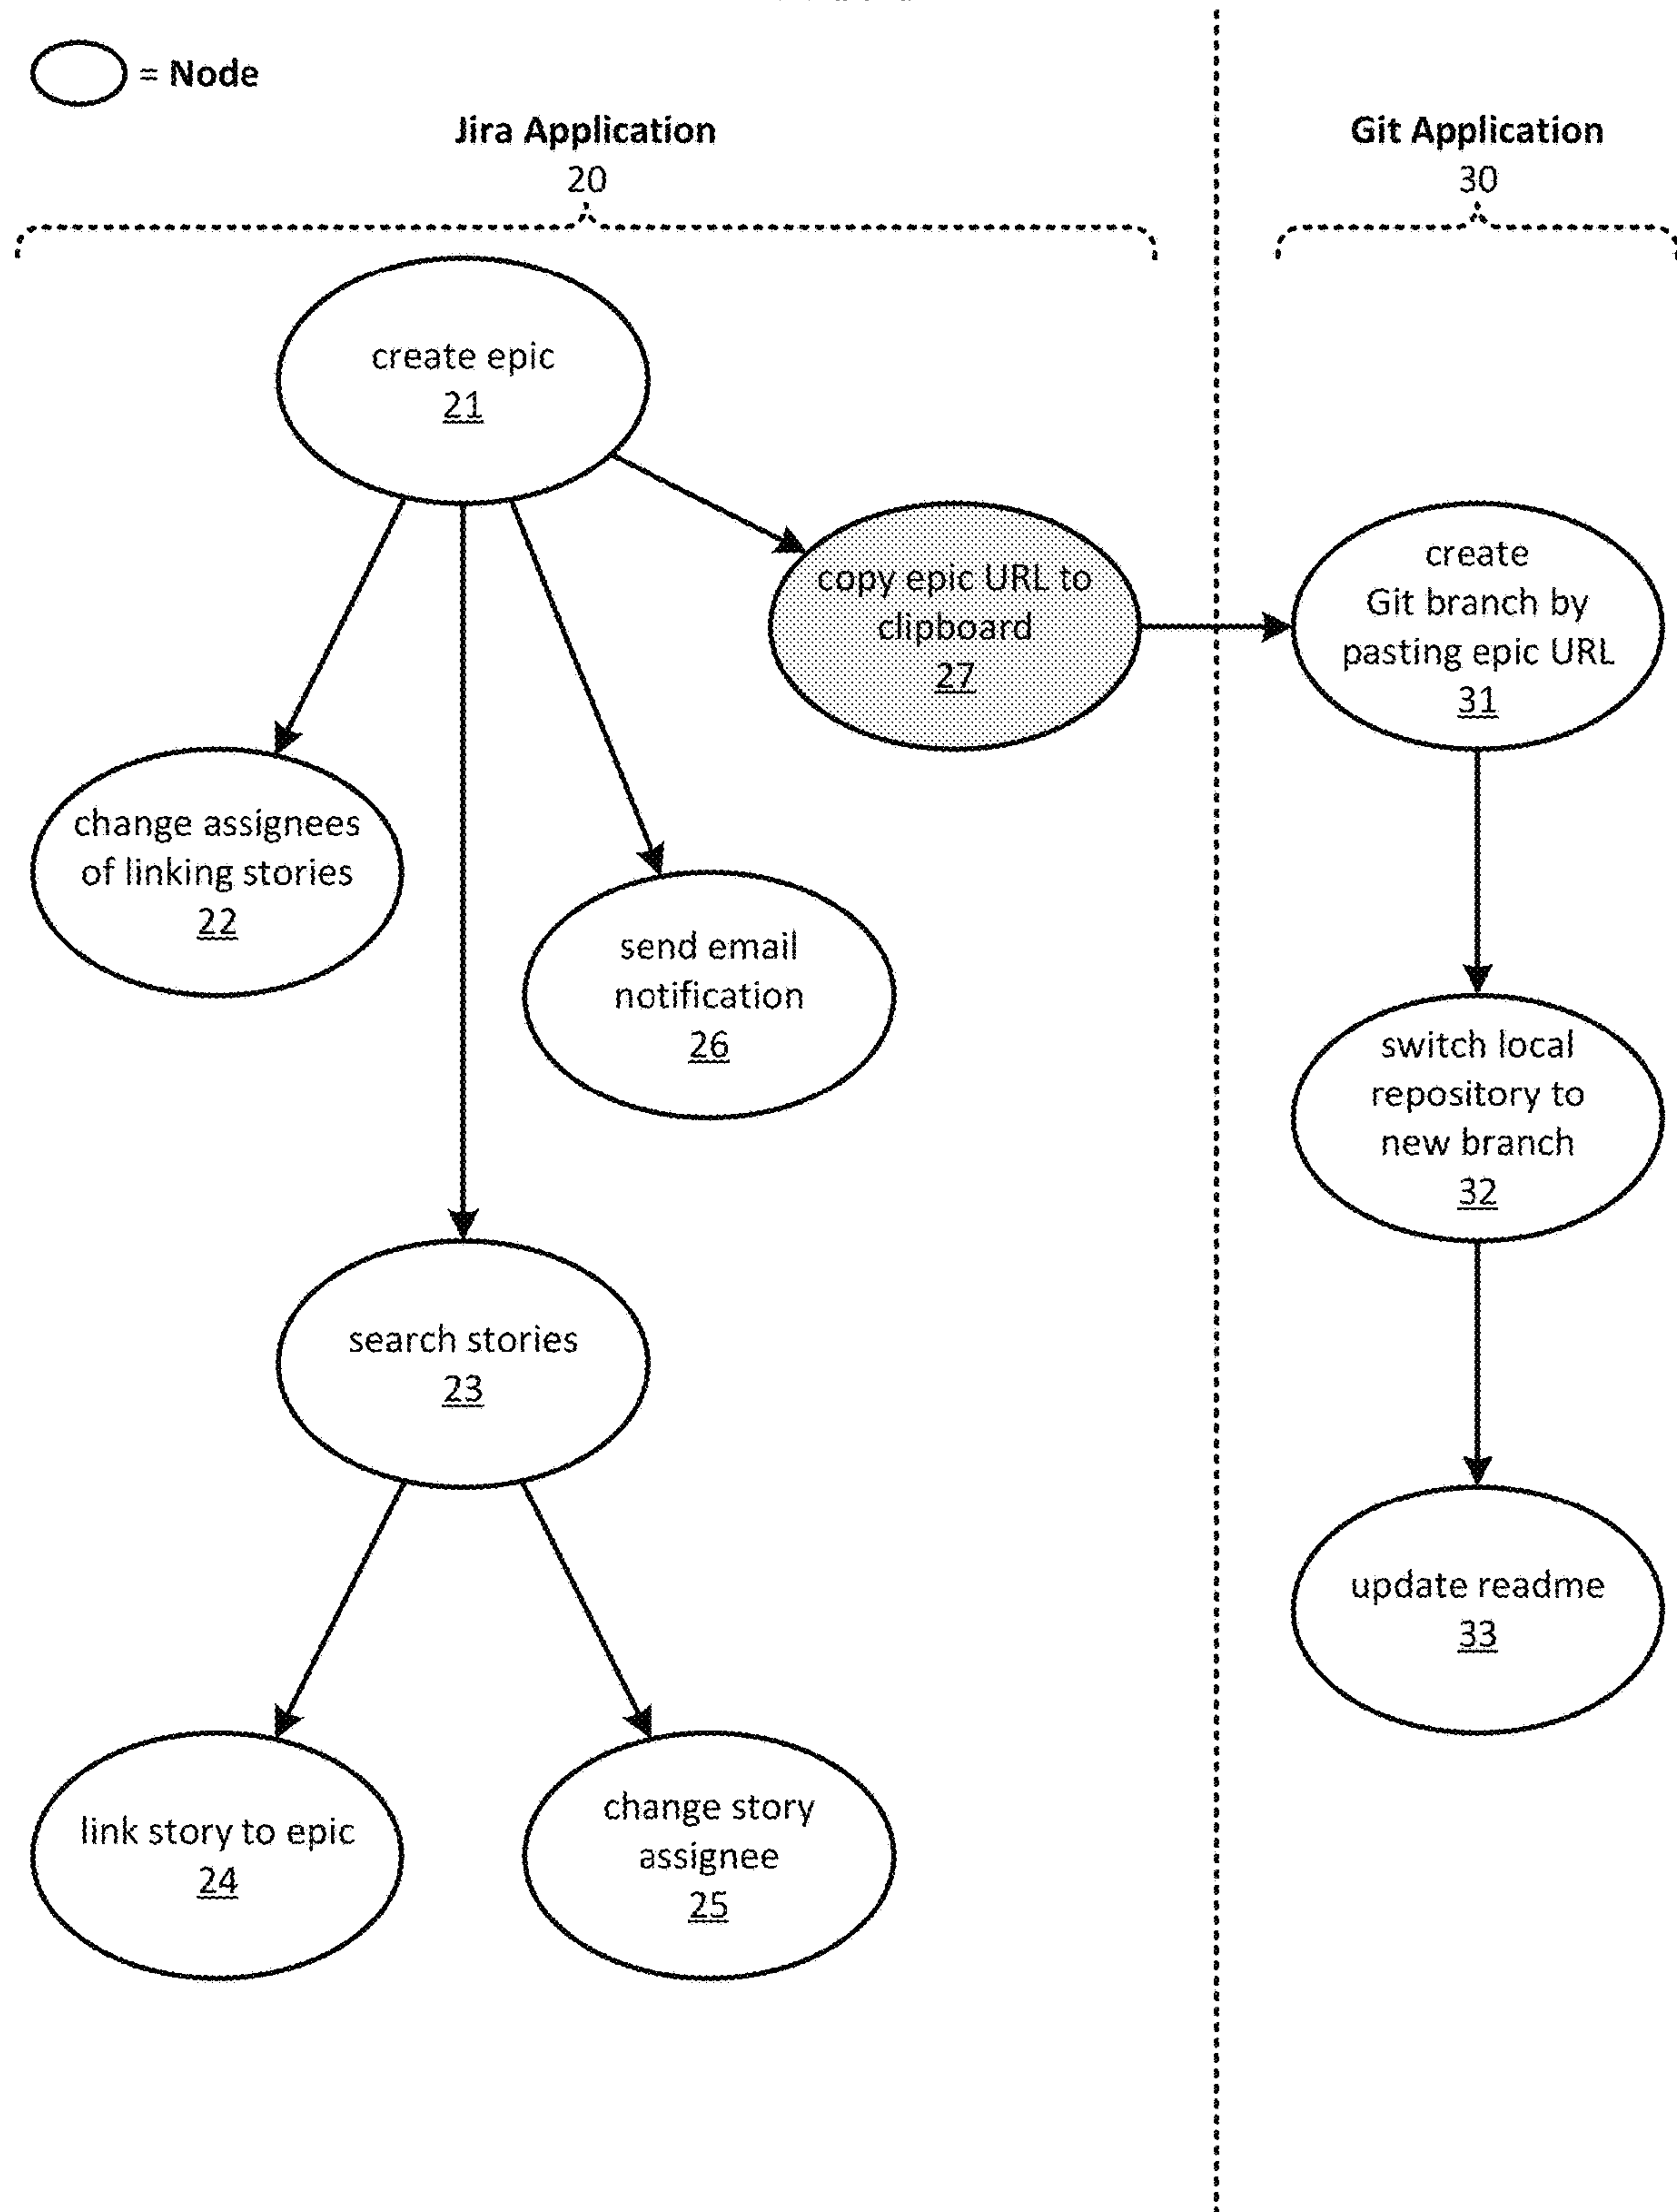 = Node
Jira Application
20
Git Application
30
create epic
21
copy epic URL to
clipboard
27
create
Git branch by
pasting epic URL
31
change assignees
of linking stories
22
send email
notification
26
switch local
repository to
new branch
32
search stories
23
update readme
33
link story to epic
24
change story
assignee
25